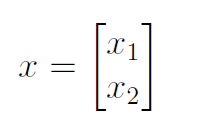 x = [x₁
x₂]